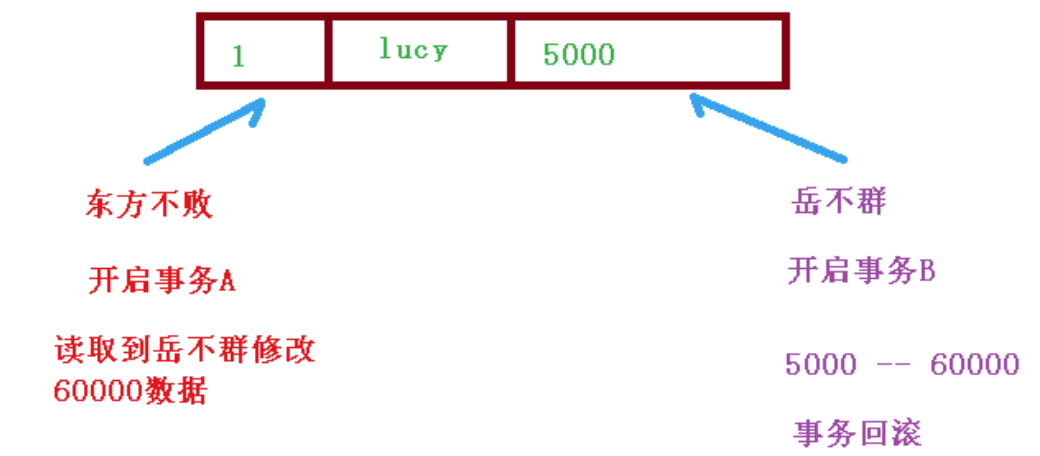 1 lucy 5000
东方不败
岳不群
开启事务A
开启事务B
读取到岳不群修改
60000数据
5000 -- 60000
事务回滚